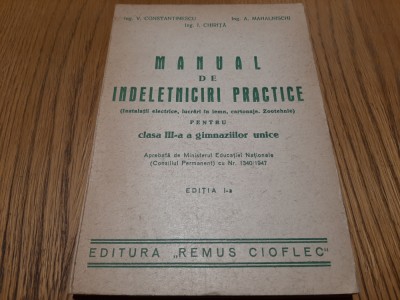 Ing. V. CONSTANTINESCU Ing. A. MAHALNISCHI
Ing. I. CHIRIȚĂ
MANUAL
DE
INDELETNICIRI PRACTICE
(Instalații electrice, lucrări în lemn, cartonaje, Zootehnie)
PENTRU
clasa III-a a gimnaziilor unice
Aprobată de Ministerul Educației Naționale
(Consiliul Permanent) cu Nr. 1340/1947
EDIȚIA I-a
EDITURA „REMUS CIOFLEC"